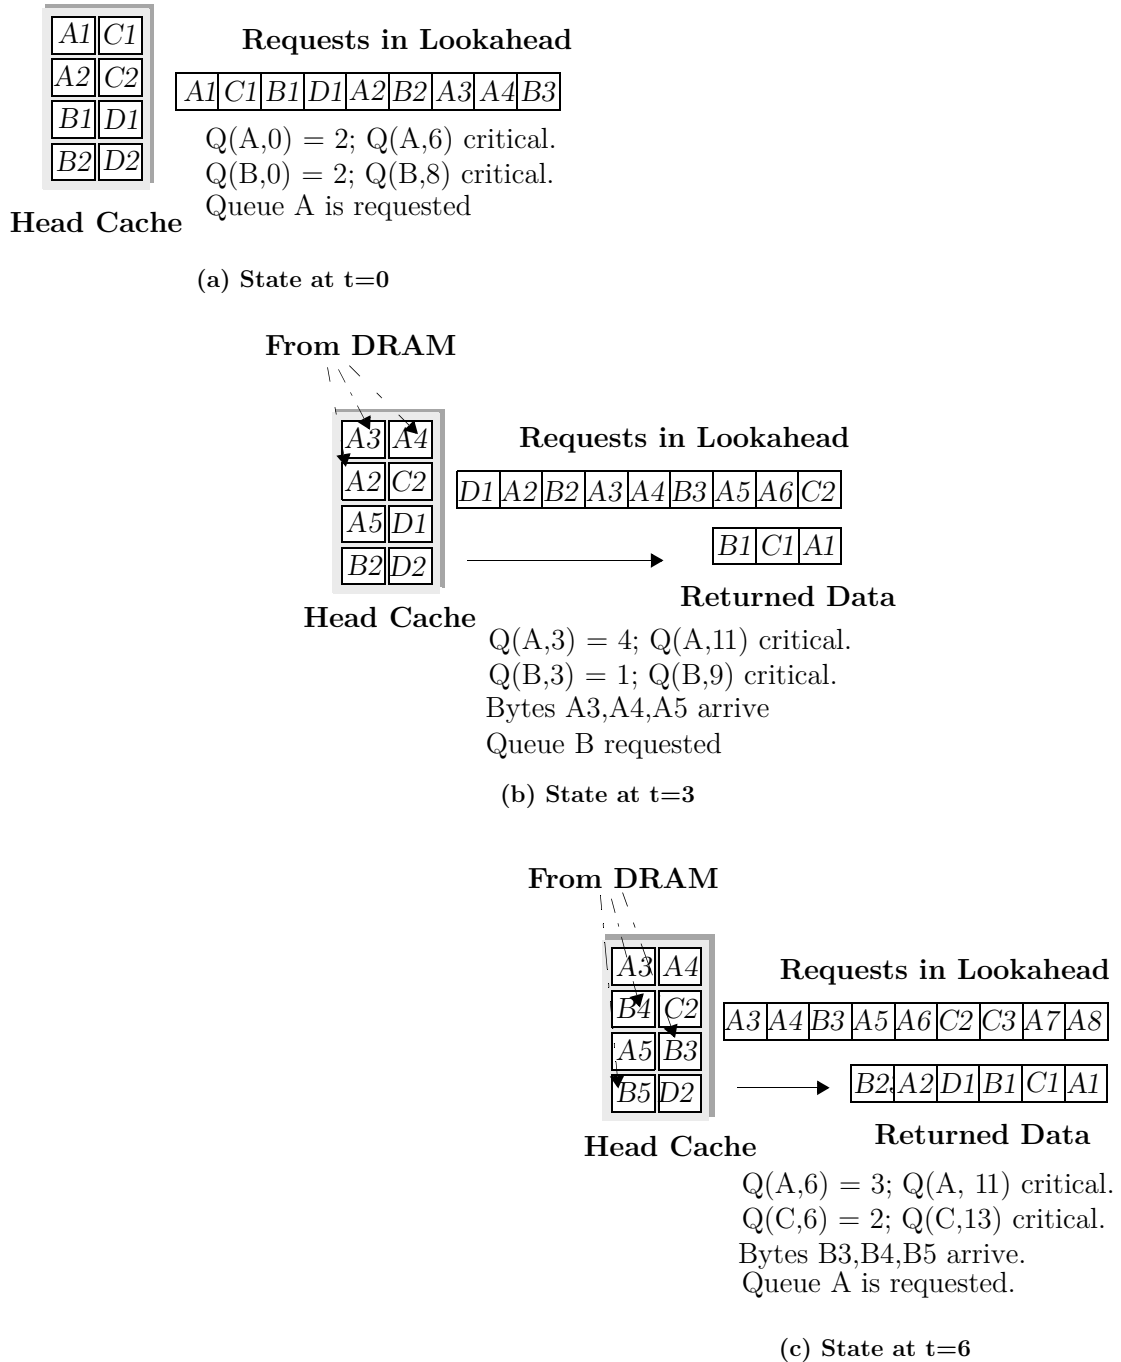 A1 C1
A2 C2
B1 D1
B2 D2
Head Cache
Requests in Lookahead
A1 C1 B1 D1 A2 B2 A3 A4 B3
Q(A,0) = 2; Q(A,6) critical.
Q(B,0) = 2; Q(B,8) critical.
Queue A is requested
(a) State at t=0
From DRAM
A3 A4
A2 C2
A5 D1
B2 D2
Head Cache
Requests in Lookahead
D1 A2 B2 A3 A4 B3 A5 A6 C2
B1 C1 A1
Returned Data
Q(A,3) = 4; Q(A,11) critical.
Q(B,3) = 1; Q(B,9) critical.
Bytes A3,A4,A5 arrive
Queue B requested
(b) State at t=3
From DRAM
A3 A4
B4 C2
A5 B3
B5 D2
Head Cache
Requests in Lookahead
A3 A4 B3 A5 A6 C2 C3 A7 A8
B2. A2 D1 B1 C1 A1
Returned Data
Q(A,6) = 3; Q(A, 11) critical.
Q(C,6) = 2; Q(C,13) critical.
Bytes B3,B4,B5 arrive.
Queue A is requested.
(c) State at t=6